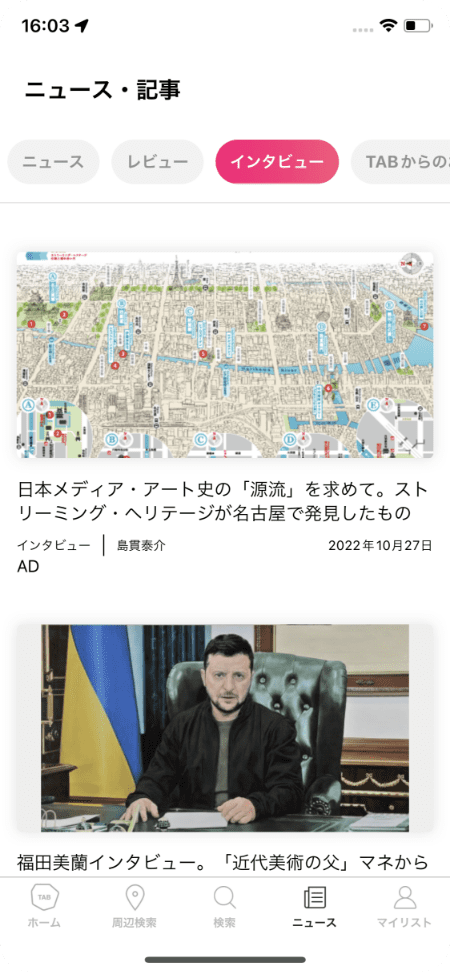 16:03
ニュース・記事
ニュース
レビュー
インタビュー
TABからの
日本メディア・アート史の「源流」を求めて。スト
リーミング・ヘリテージが名古屋で発見したもの
インタビュー
島貫泰介
2022年10月27日
AD
福田美蘭インタビュー。「近代美術の父」マネから
TAB
ホーム
周辺検索
検索
ニュース
マイリスト